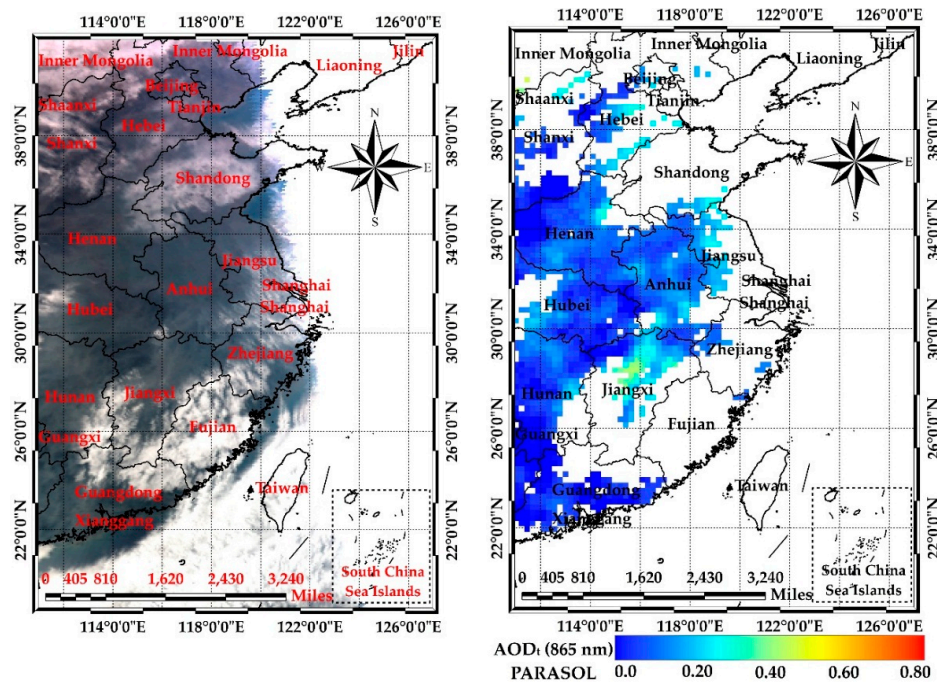 114°0'0"E 118°0'0"E 122°0'0"E 126°0'0"E
Inner Mongolia
Inner Mongolia
Jilin
Liaoning
Beijing
Tianjin
Shaanxi
Hebei
Shanxi
Shandong
Henan
Jiangsu
Anhui
Shanghai
Shanghai
Hubei
Zhejiang
Hunan
Jiangxi
Fujian
Guangxi
Guangdong
Taiwan
Xianggang
N
W
E
S
38°0'0"N
34°0'0"N
30°0'0"N
26°0'0"N
22°0'0"N
0 405 810 1,620 2,430 3,240
Miles
South China
Sea Islands
114°0'0"E 118°0'0"E 122°0'0"E 126°0'0"E
114°0'0"E 118°0'0"E 122°0'0"E 126°0'0"E
Inner Mongolia
Inner Mongolia
Jilin
Liaoning
Beijing
Tianjin
Shaanxi
Hebei
Shanxi
Shandong
Henan
Jiangsu
Anhui
Shanghai
Shanghai
Hubei
Zhejiang
Hunan
Jiangxi
Fujian
Guangxi
Guangdong
Taiwan
Xianggang
N
W
E
S
38°0'0"N
34°0'0"N
30°0'0"N
26°0'0"N
22°0'0"N
0 405 810 1,620 2,430 3,240
Miles
South China
Sea Islands
114°0'0"E 118°0'0"E 122°0'0"E 126°0'0"E
AODt (865 nm)
PARASOL
0.0 0.20 0.40 0.60 0.80